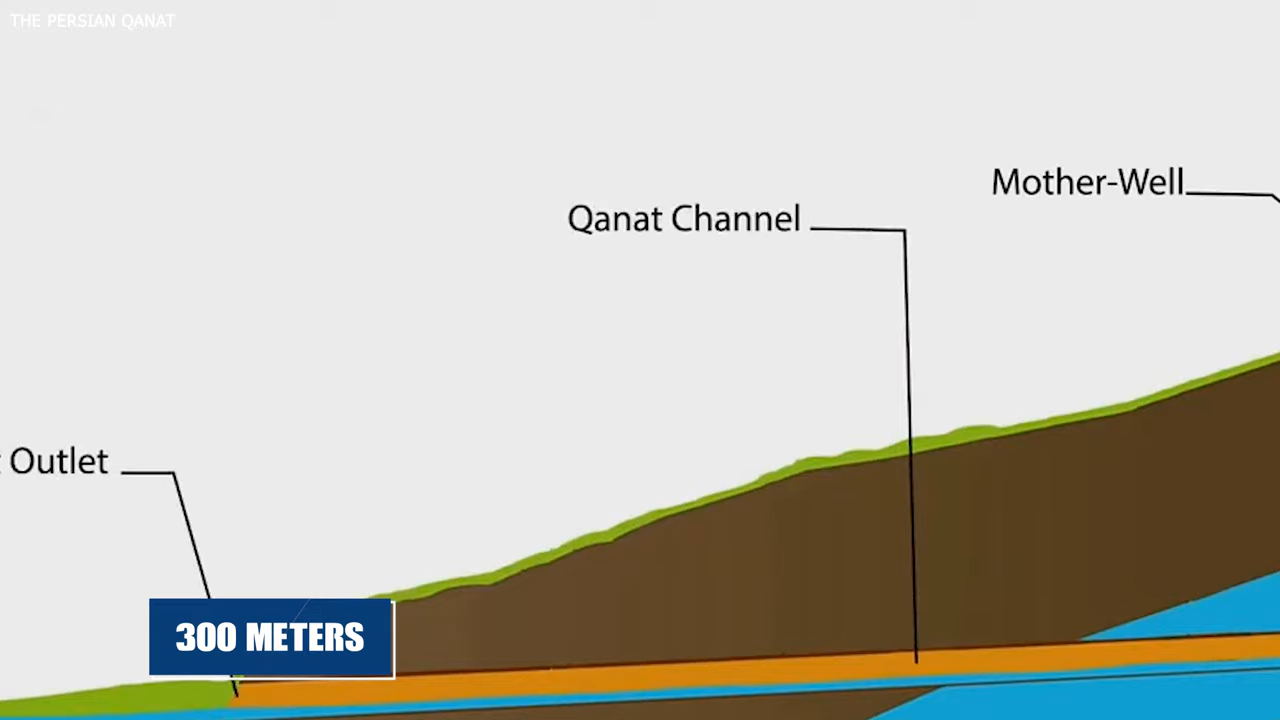 THE PERSIAN QANAT
Mother-Well
Qanat Channel
Outlet
300 METERS